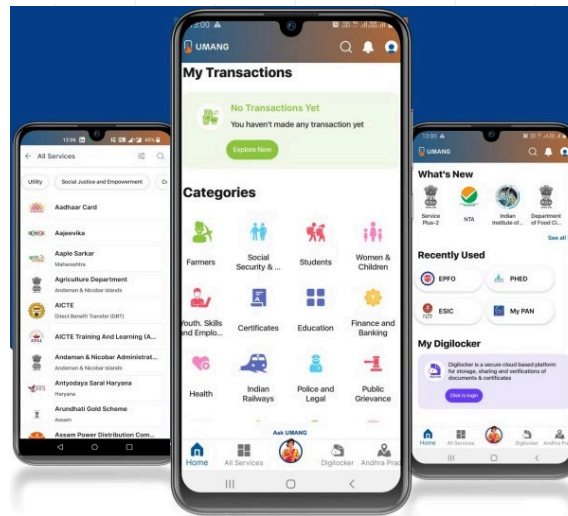 12:06
45%
← All Services
Utility
Social Justice and Empowerment
Aadhaar Card
Aajeevika
Aaple Sarkar
Maharashtra
Agriculture Department
Andaman & Nicobar Islands
AICTE
Direct Benefit Transfer (DBT)
AICTE Training And Learning (A...
Andaman & Nicobar Administrat...
Andaman & Nicobar Islands
Antyodaya Saral Haryana
Haryana
Arundhati Gold Scheme
Assam
Assam Power Distribution Com...
13:00
UMANG
My Transactions
No Transactions Yet
You haven't made any transaction yet
Explore Now
Categories
Farmers
Social
Security & ...
Students
Women &
Children
Youth. Skills
and Emplo...
Certificates
Education
Finance and
Banking
Health
Indian
Railways
Police and
Legal
Public
Grievance
Ask UMANG
Home
All Services
Digilocker
Andhra Prad
13:00
UMANG
What's New
Service
Plus-2
NTA
Indian
Institute of...
Department
of Food Ci...
See all
Recently Used
EPFO
PHED
ESIC
My PAN
My Digilocker
Digilocker is a secure cloud based platform
for storage, sharing and verifications of
documents & certificates
Click to login
Home
All Services
Digilocker
Andhra Prad